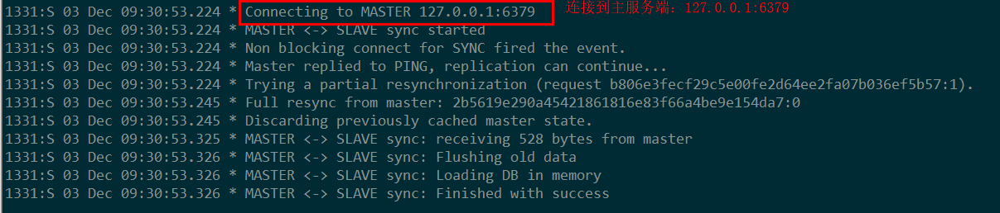 1331:S 03 Dec 09:30:53.224 * Connecting to MASTER 127.0.0.1:6379 连接到主服务端：127.0.0.1:6379
1331:S 03 Dec 09:30:53.224 * MASTER <-> SLAVE sync started
1331:S 03 Dec 09:30:53.224 * Non blocking connect for SYNC fired the event.
1331:S 03 Dec 09:30:53.224 * Master replied to PING, replication can continue...
1331:S 03 Dec 09:30:53.224 * Trying a partial resynchronization (request b806e3fecf29c5e00fe2d64ee2fa07b036ef5b57:1).
1331:S 03 Dec 09:30:53.245 * Full resync from master: 2b5619e290a45421861816e83f66a4be9e154da7:0
1331:S 03 Dec 09:30:53.245 * Discarding previously cached master state.
1331:S 03 Dec 09:30:53.325 * MASTER <-> SLAVE sync: receiving 528 bytes from master
1331:S 03 Dec 09:30:53.326 * MASTER <-> SLAVE sync: Flushing old data
1331:S 03 Dec 09:30:53.326 * MASTER <-> SLAVE sync: Loading DB in memory
1331:S 03 Dec 09:30:53.326 * MASTER <-> SLAVE sync: Finished with success